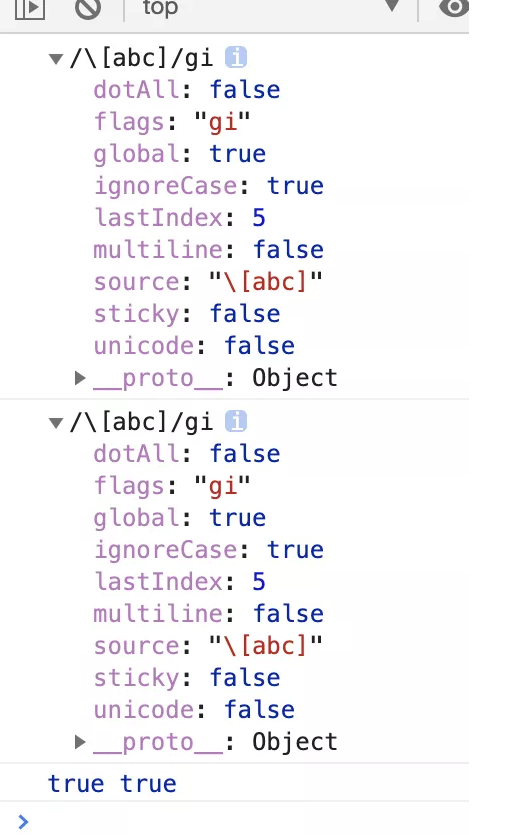 top
/\[abc]/gi i
dotAll: false
flags: "gi"
global: true
ignoreCase: true
lastIndex: 5
multiline: false
source: "\[abc]"
sticky: false
unicode: false
__proto__: Object
/\[abc]/gi i
dotAll: false
flags: "gi"
global: true
ignoreCase: true
lastIndex: 5
multiline: false
source: "\[abc]"
sticky: false
unicode: false
__proto__: Object
true true